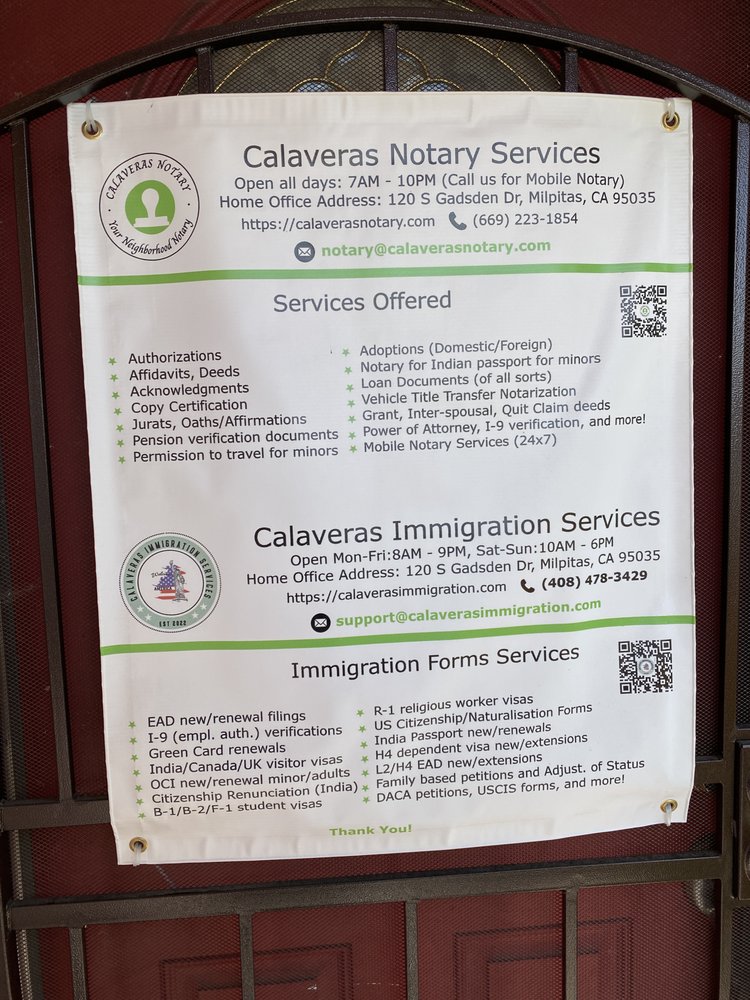 CALAVERAS NOTARY
Your Neighborhood Notary
Calaveras Notary Services
Open all days: 7AM - 10PM (Call us for Mobile Notary)
Home Office Address: 120 S Gadsden Dr, Milpitas, CA 95035
https://calaverasnotary.com (669) 223-1854
notary@calaverasnotary.com
Services Offered
Authorizations
Affidavits, Deeds
Acknowledgments
Copy Certification
Jurats, Oaths/Affirmations
Pension verification documents
Permission to travel for minors
Adoptions (Domestic/Foreign)
Notary for Indian passport for minors
Loan Documents (of all sorts)
Vehicle Title Transfer Notarization
Grant, Inter-spousal, Quit Claim deeds
Power of Attorney, I-9 verification, and more!
Mobile Notary Services (24x7)
CALAVERAS IMMIGRATION SERVICES
EST 2022
Calaveras Immigration Services
Open Mon-Fri:8AM - 9PM, Sat-Sun:10AM - 6PM
Home Office Address: 120 S Gadsden Dr, Milpitas, CA 95035
https://calaverasimmigration.com (408) 478-3429
support@calaverasimmigration.com
Immigration Forms Services
EAD new/renewal filings
I-9 (empl. auth.) verifications
Green Card renewals
India/Canada/UK visitor visas
OCI new/renewal minor/adults
Citizenship Renunciation (India)
B-1/B-2/F-1 student visas
R-1 religious worker visas
US Citizenship/Naturalisation Forms
India Passport new/renewals
H4 dependent visa new/extensions
L2/H4 EAD new/extensions
Family based petitions and Adjust. of Status
DACA petitions, USCIS forms, and more!
Thank You!